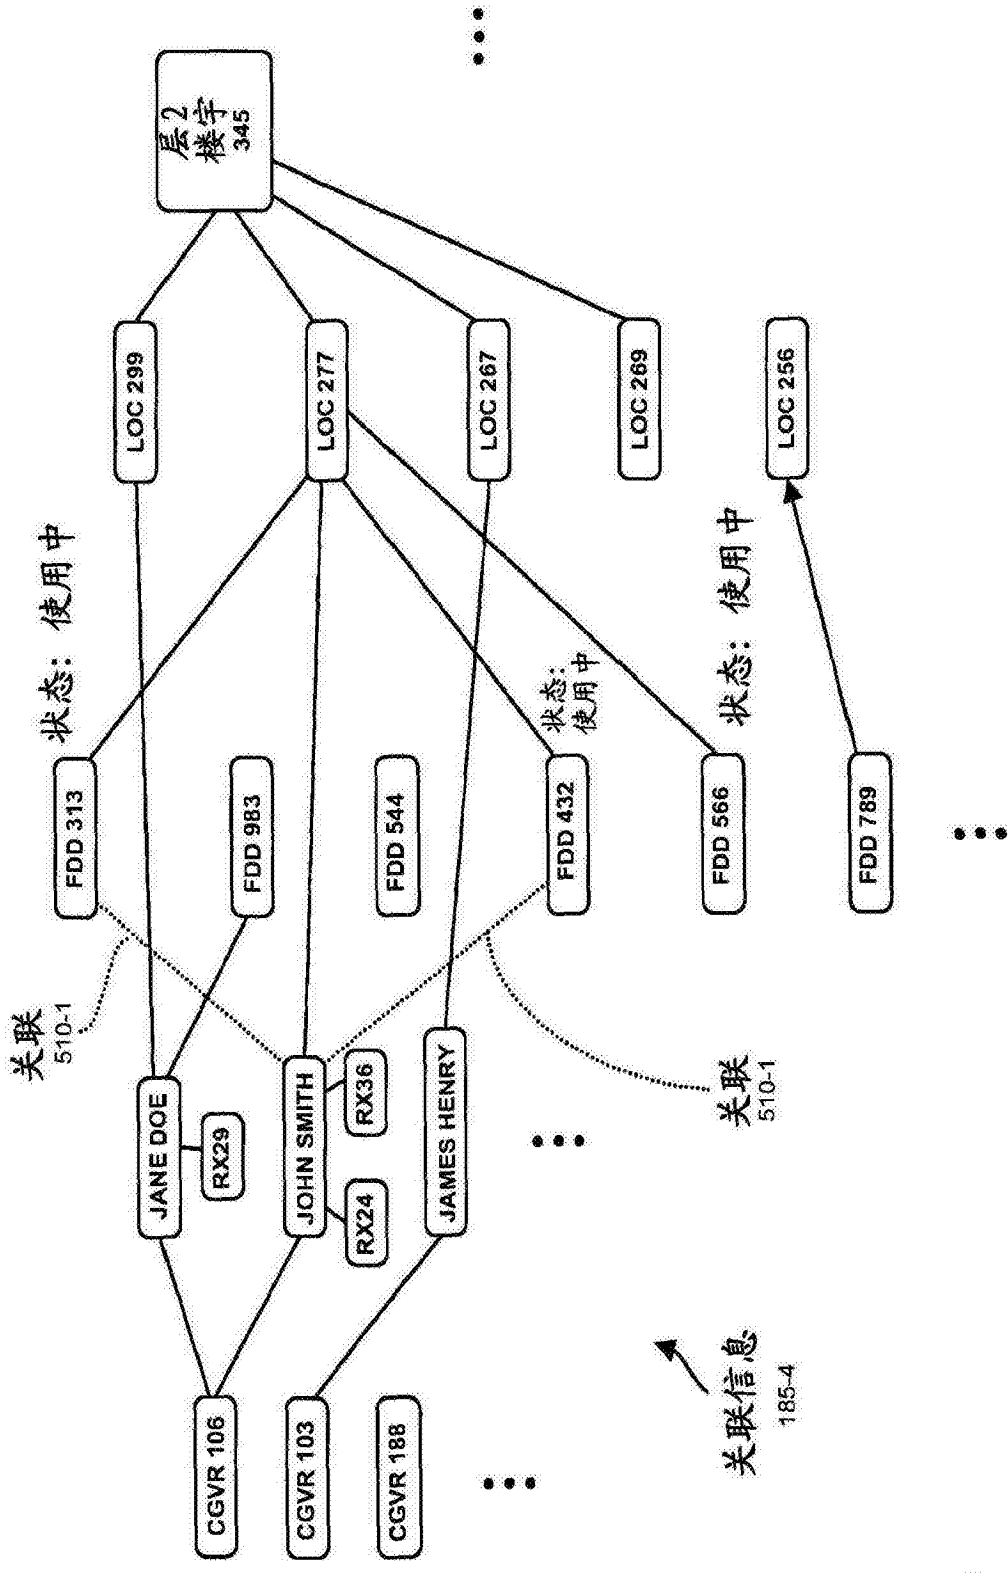 层2
楼宇
345
LOC 299
LOC 277
LOC 267
LOC 269
LOC 256
状态: 使用中
状态:
使用中
状态: 使用中
FDD 313
FDD 983
FDD 544
FDD 432
FDD 566
FDD 789
关联
510-1
关联
510-1
JANE DOE
RX29
JOHN SMITH
RX24
RX36
JAMES HENRY
CGVR 106
CGVR 103
CGVR 188
关联信息
185-4